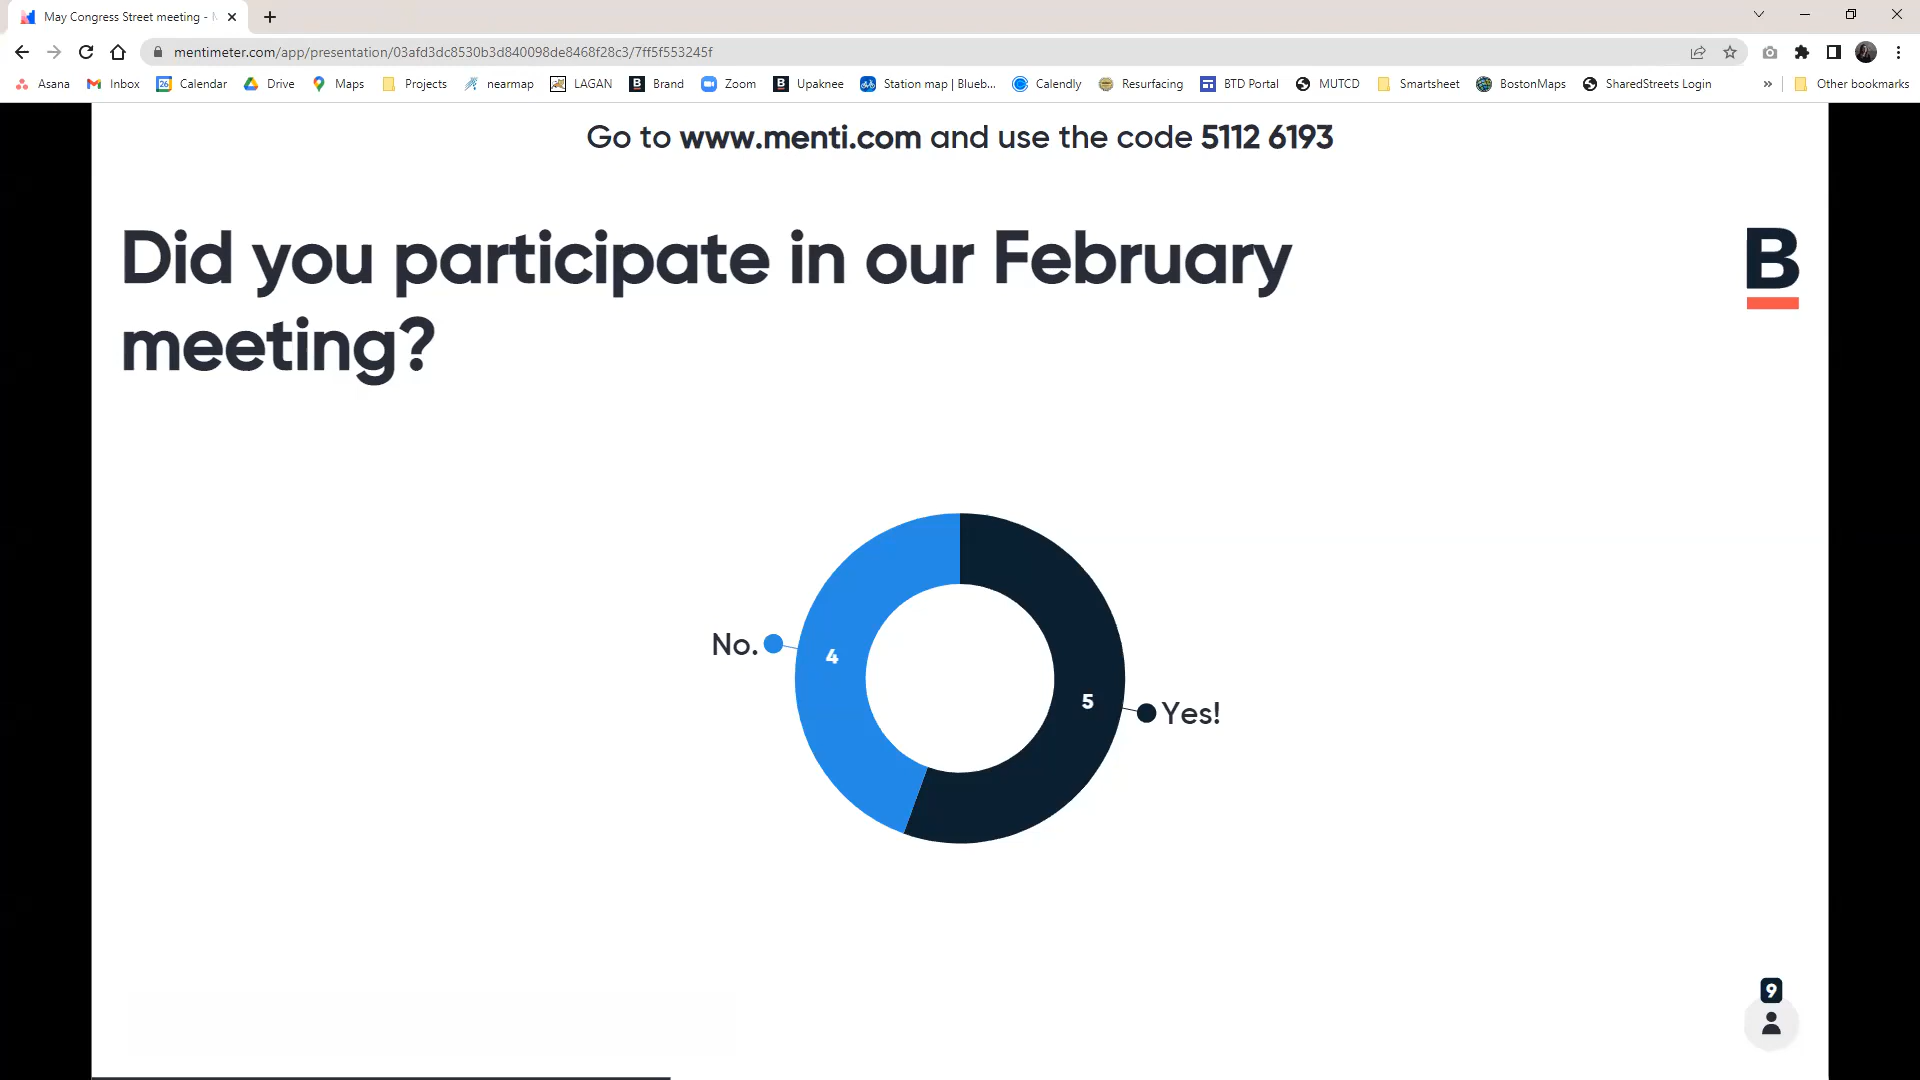 May Congress Street meeting -
mentimeter.com/app/presentation/03afd3dc8530b3d840098de8468f28c3/7ff5f553245f
Asana Inbox 26 Calendar Drive Maps Projects nearmap LAGAN B Brand Zoom B Upaknee Station map | Blueb... Calendly Resurfacing BTD Portal MUTCD Smartsheet BostonMaps SharedStreets Login » Other bookmarks
Go to www.menti.com and use the code 5112 6193
Did you participate in our February
meeting?
B
No.
4
5
Yes!
9